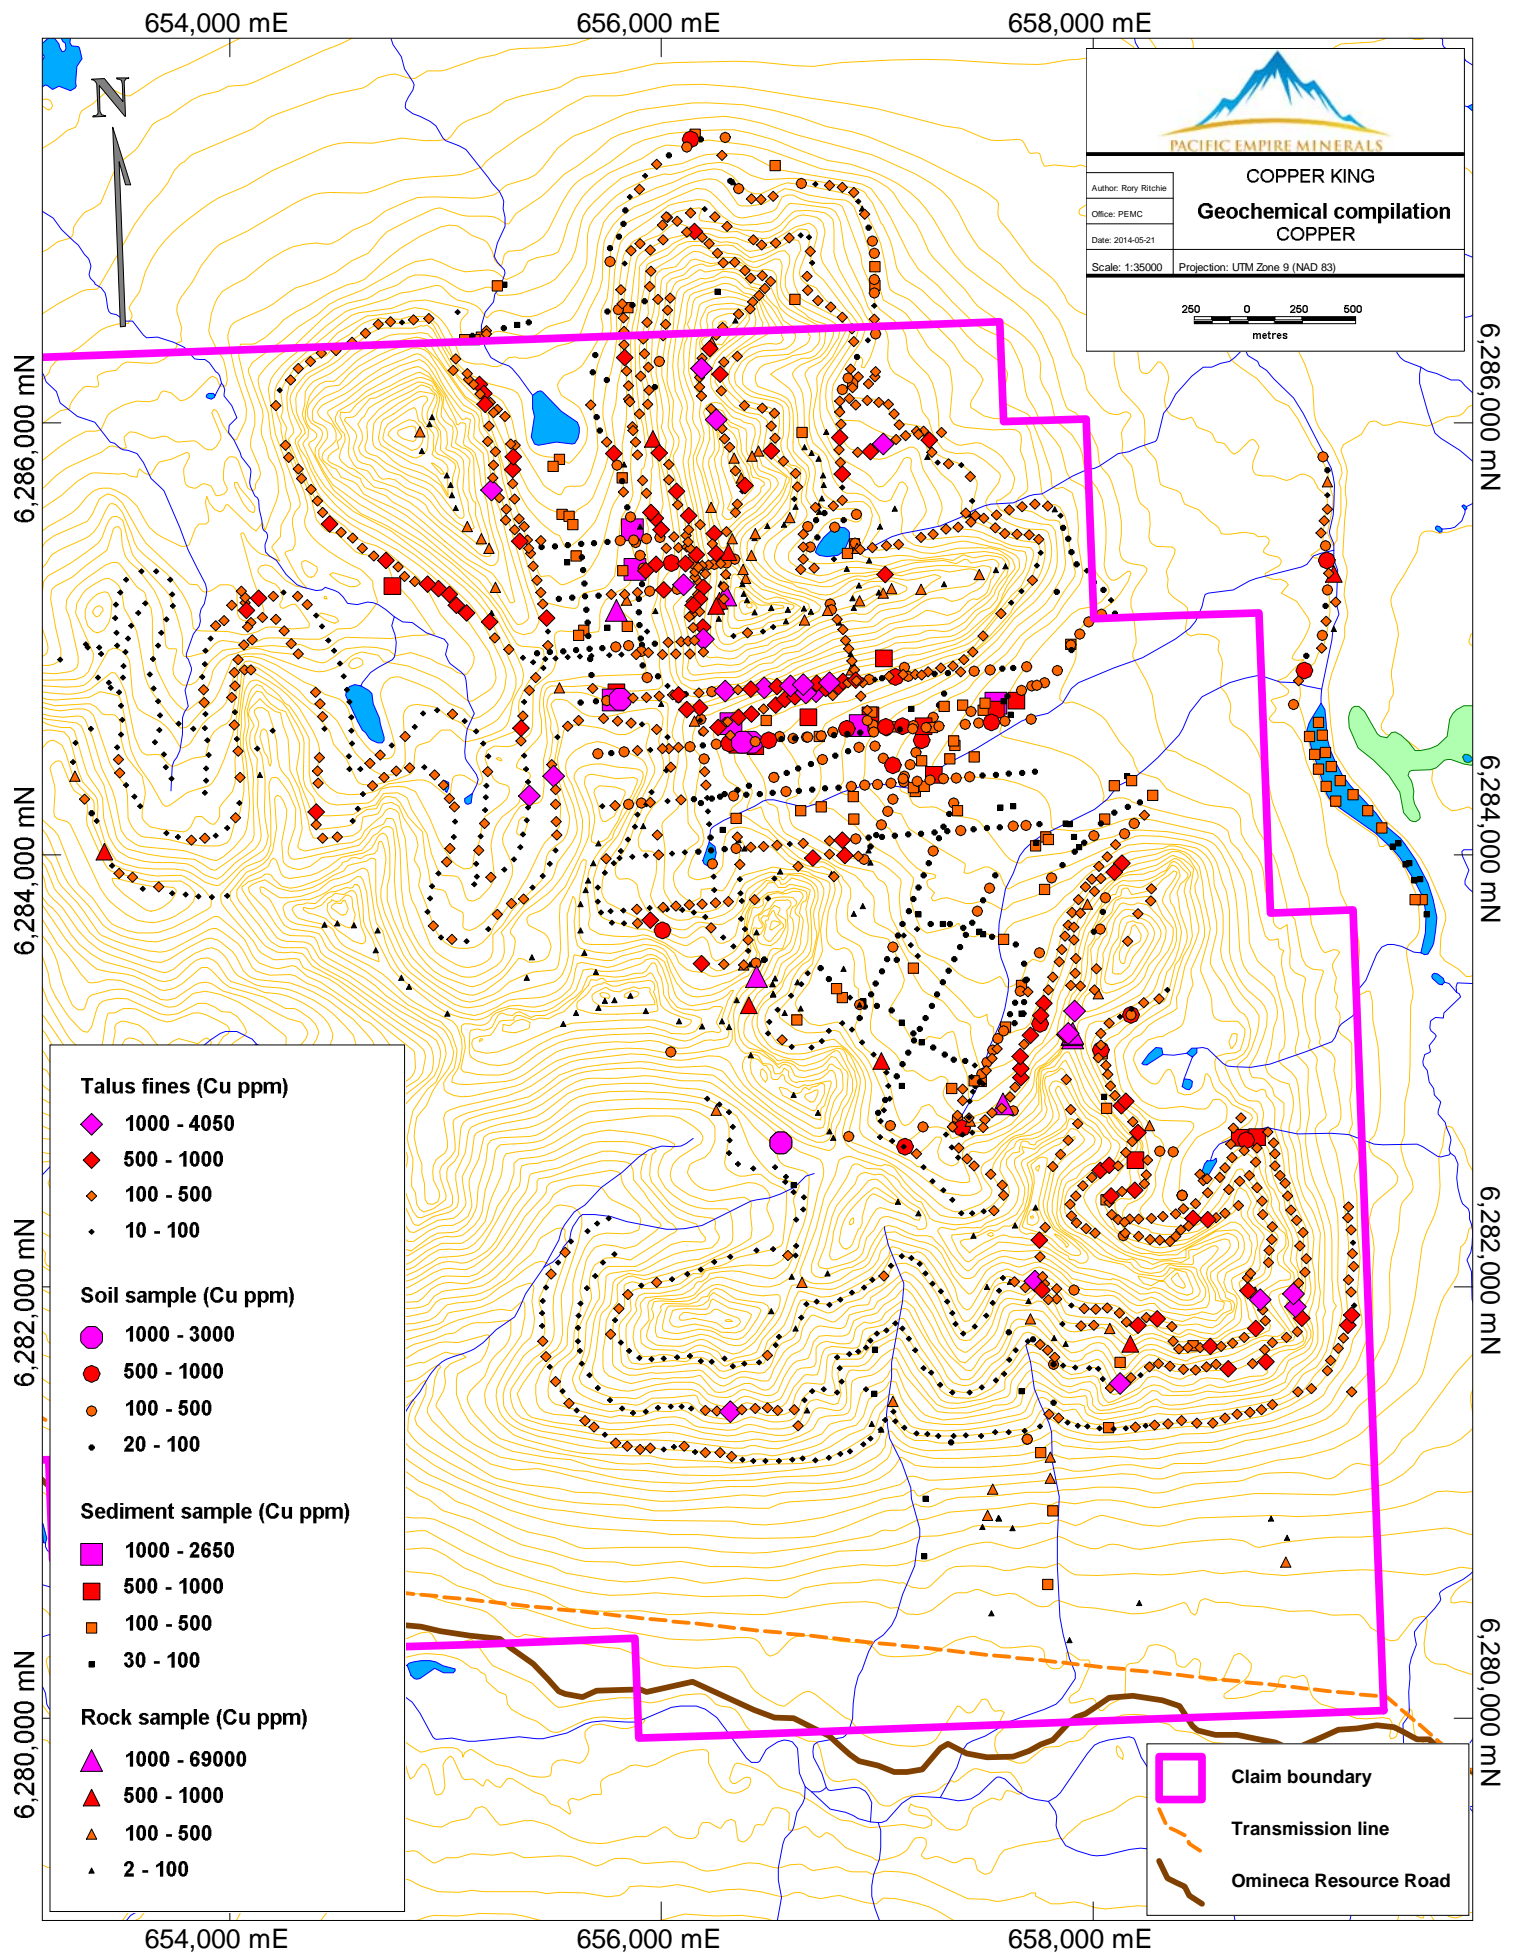 654,000 mE 656,000 mE 658,000 mE
N
PACIFIC EMPIRE MINERALS
COPPER KING
Author: Rory Ritchie
Office: PEMC
Geochemical compilation
COPPER
Date: 2014-05-21
Scale: 1:35000 Projection: UTM Zone 9 (NAD 83)
250 0 250 500
metres
6,286,000 mN
6,286,000 mN
6,284,000 mN
6,284,000 mN
6,282,000 mN
6,282,000 mN
6,280,000 mN
6,280,000 mN
Talus fines (Cu ppm)
1000 - 4050
500 - 1000
100 - 500
10 - 100
Soil sample (Cu ppm)
1000 - 3000
500 - 1000
100 - 500
20 - 100
Sediment sample (Cu ppm)
1000 - 2650
500 - 1000
100 - 500
30 - 100
Rock sample (Cu ppm)
1000 - 69000
500 - 1000
100 - 500
2 - 100
Claim boundary
Transmission line
Omineca Resource Road
654,000 mE 656,000 mE 658,000 mE